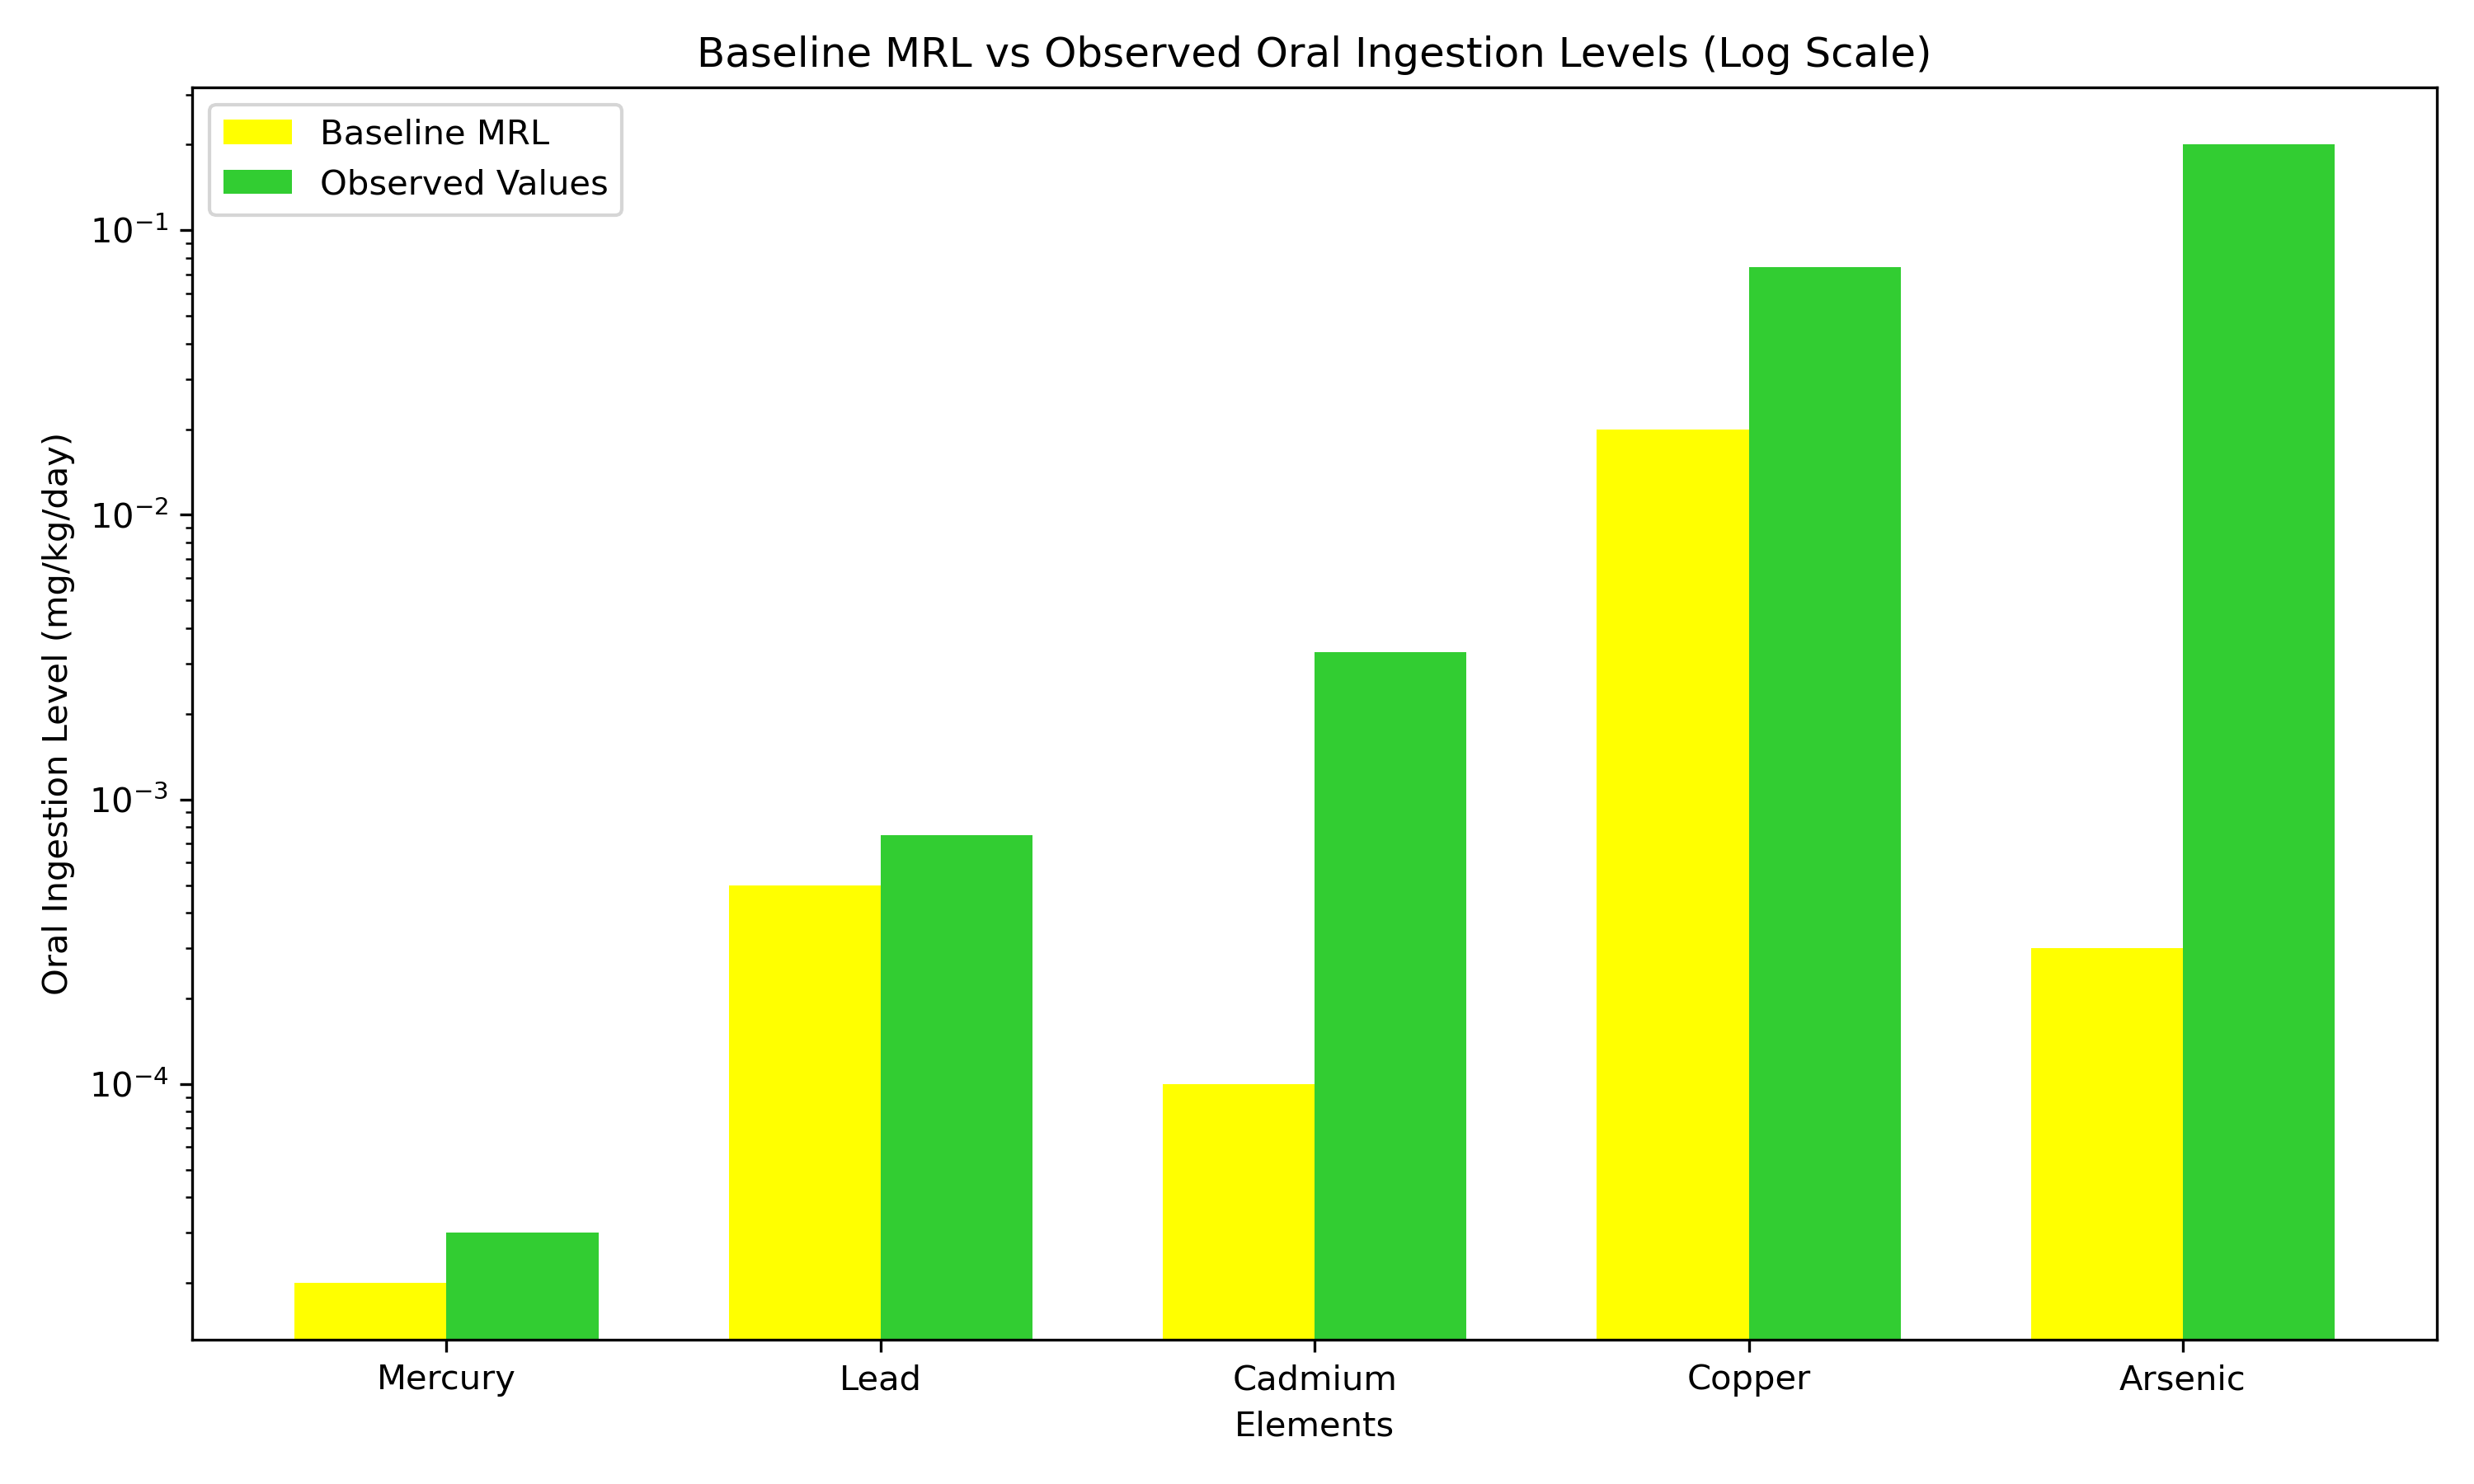 Baseline MRL vs Observed Oral Ingestion Levels (Log Scale)
Baseline MRL
Observed Values
Oral Ingestion Level (mg/kg/day)
10⁻¹
10⁻²
10⁻³
10⁻⁴
Mercury
Lead
Cadmium
Copper
Arsenic
Elements